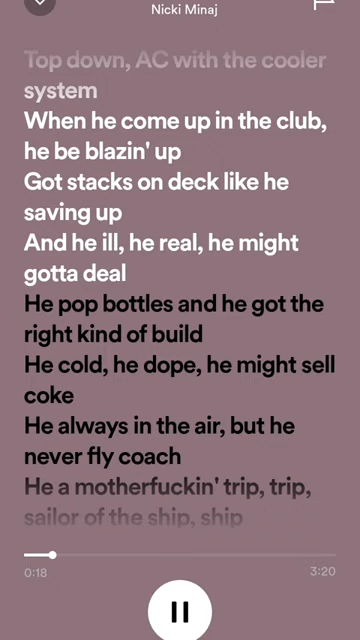 Nicki Minaj
Top down, AC with the cooler
system
When he come up in the club,
he be blazin' up
Got stacks on deck like he
saving up
And he ill, he real, he might
gotta deal
He pop bottles and he got the
right kind of build
He cold, he dope, he might sell
coke
He always in the air, but he
never fly coach
He a motherfuckin' trip, trip,
sailor of the ship, ship
0:18
3:20